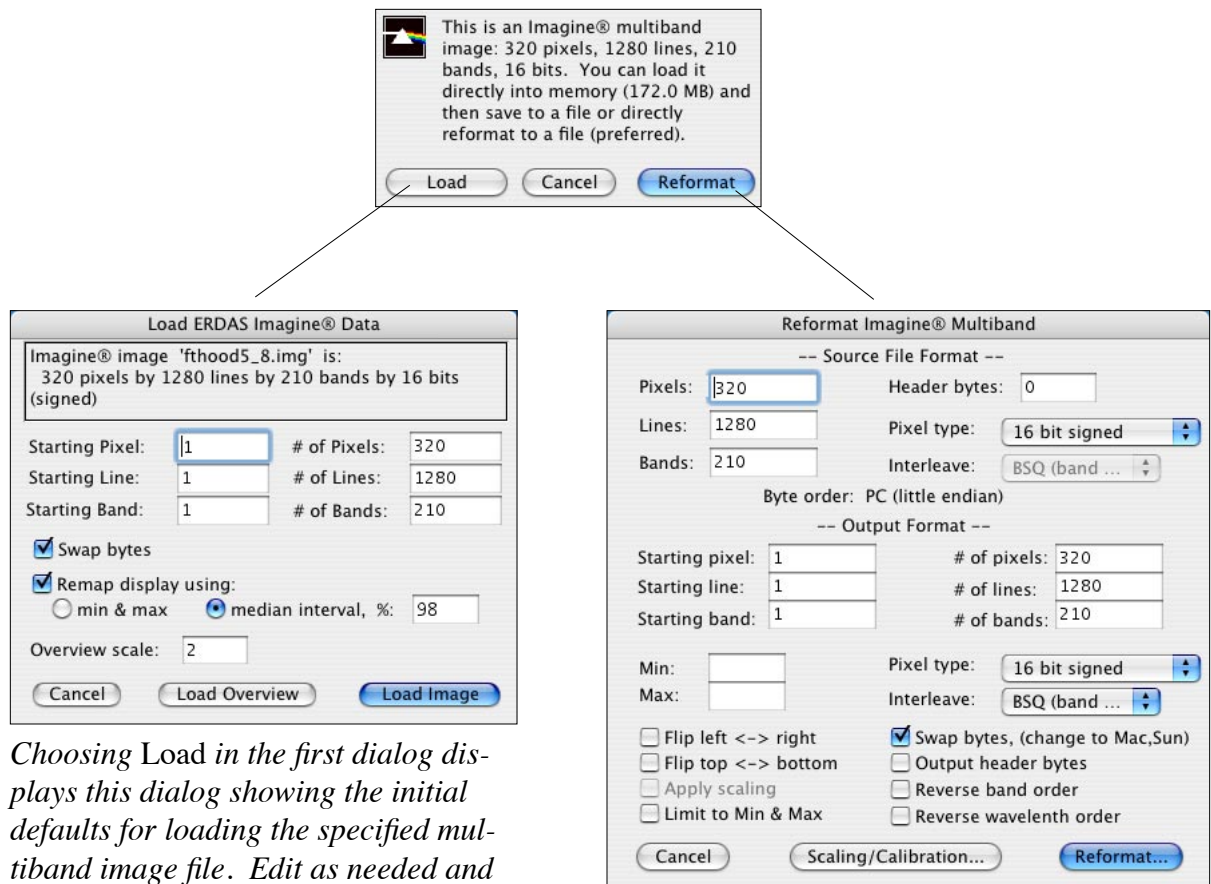 This is an Imagine® multiband
image: 320 pixels, 1280 lines, 210
bands, 16 bits.  You can load it
directly into memory (172.0 MB) and
then save to a file or directly
reformat to a file (preferred).
Load Cancel Reformat
Load ERDAS Imagine® Data
Imagine® image 'fthood5_8.img' is:
320 pixels by 1280 lines by 210 bands by 16 bits
(signed)
Starting Pixel: 1 # of Pixels: 320
Starting Line: 1 # of Lines: 1280
Starting Band: 1 # of Bands: 210
Swap bytes
Remap display using:
min & max median interval, %: 98
Overview scale: 2
Cancel Load Overview Load Image
Choosing Load in the first dialog dis-
plays this dialog showing the initial
defaults for loading the specified mul-
tiband image file. Edit as needed and
Reformat Imagine® Multiband
-- Source File Format --
Pixels: 320 Header bytes: 0
Lines: 1280 Pixel type: 16 bit signed
Bands: 210 Interleave: BSQ (band ...
Byte order: PC (little endian)
-- Output Format --
Starting pixel: 1 # of pixels: 320
Starting line: 1 # of lines: 1280
Starting band: 1 # of bands: 210
Min: Pixel type: 16 bit signed
Max: Interleave: BSQ (band ...
Flip left <-> right Swap bytes, (change to Mac,Sun)
Flip top <-> bottom Output header bytes
Apply scaling Reverse band order
Limit to Min & Max Reverse wavelenth order
Cancel Scaling/Calibration... Reformat...